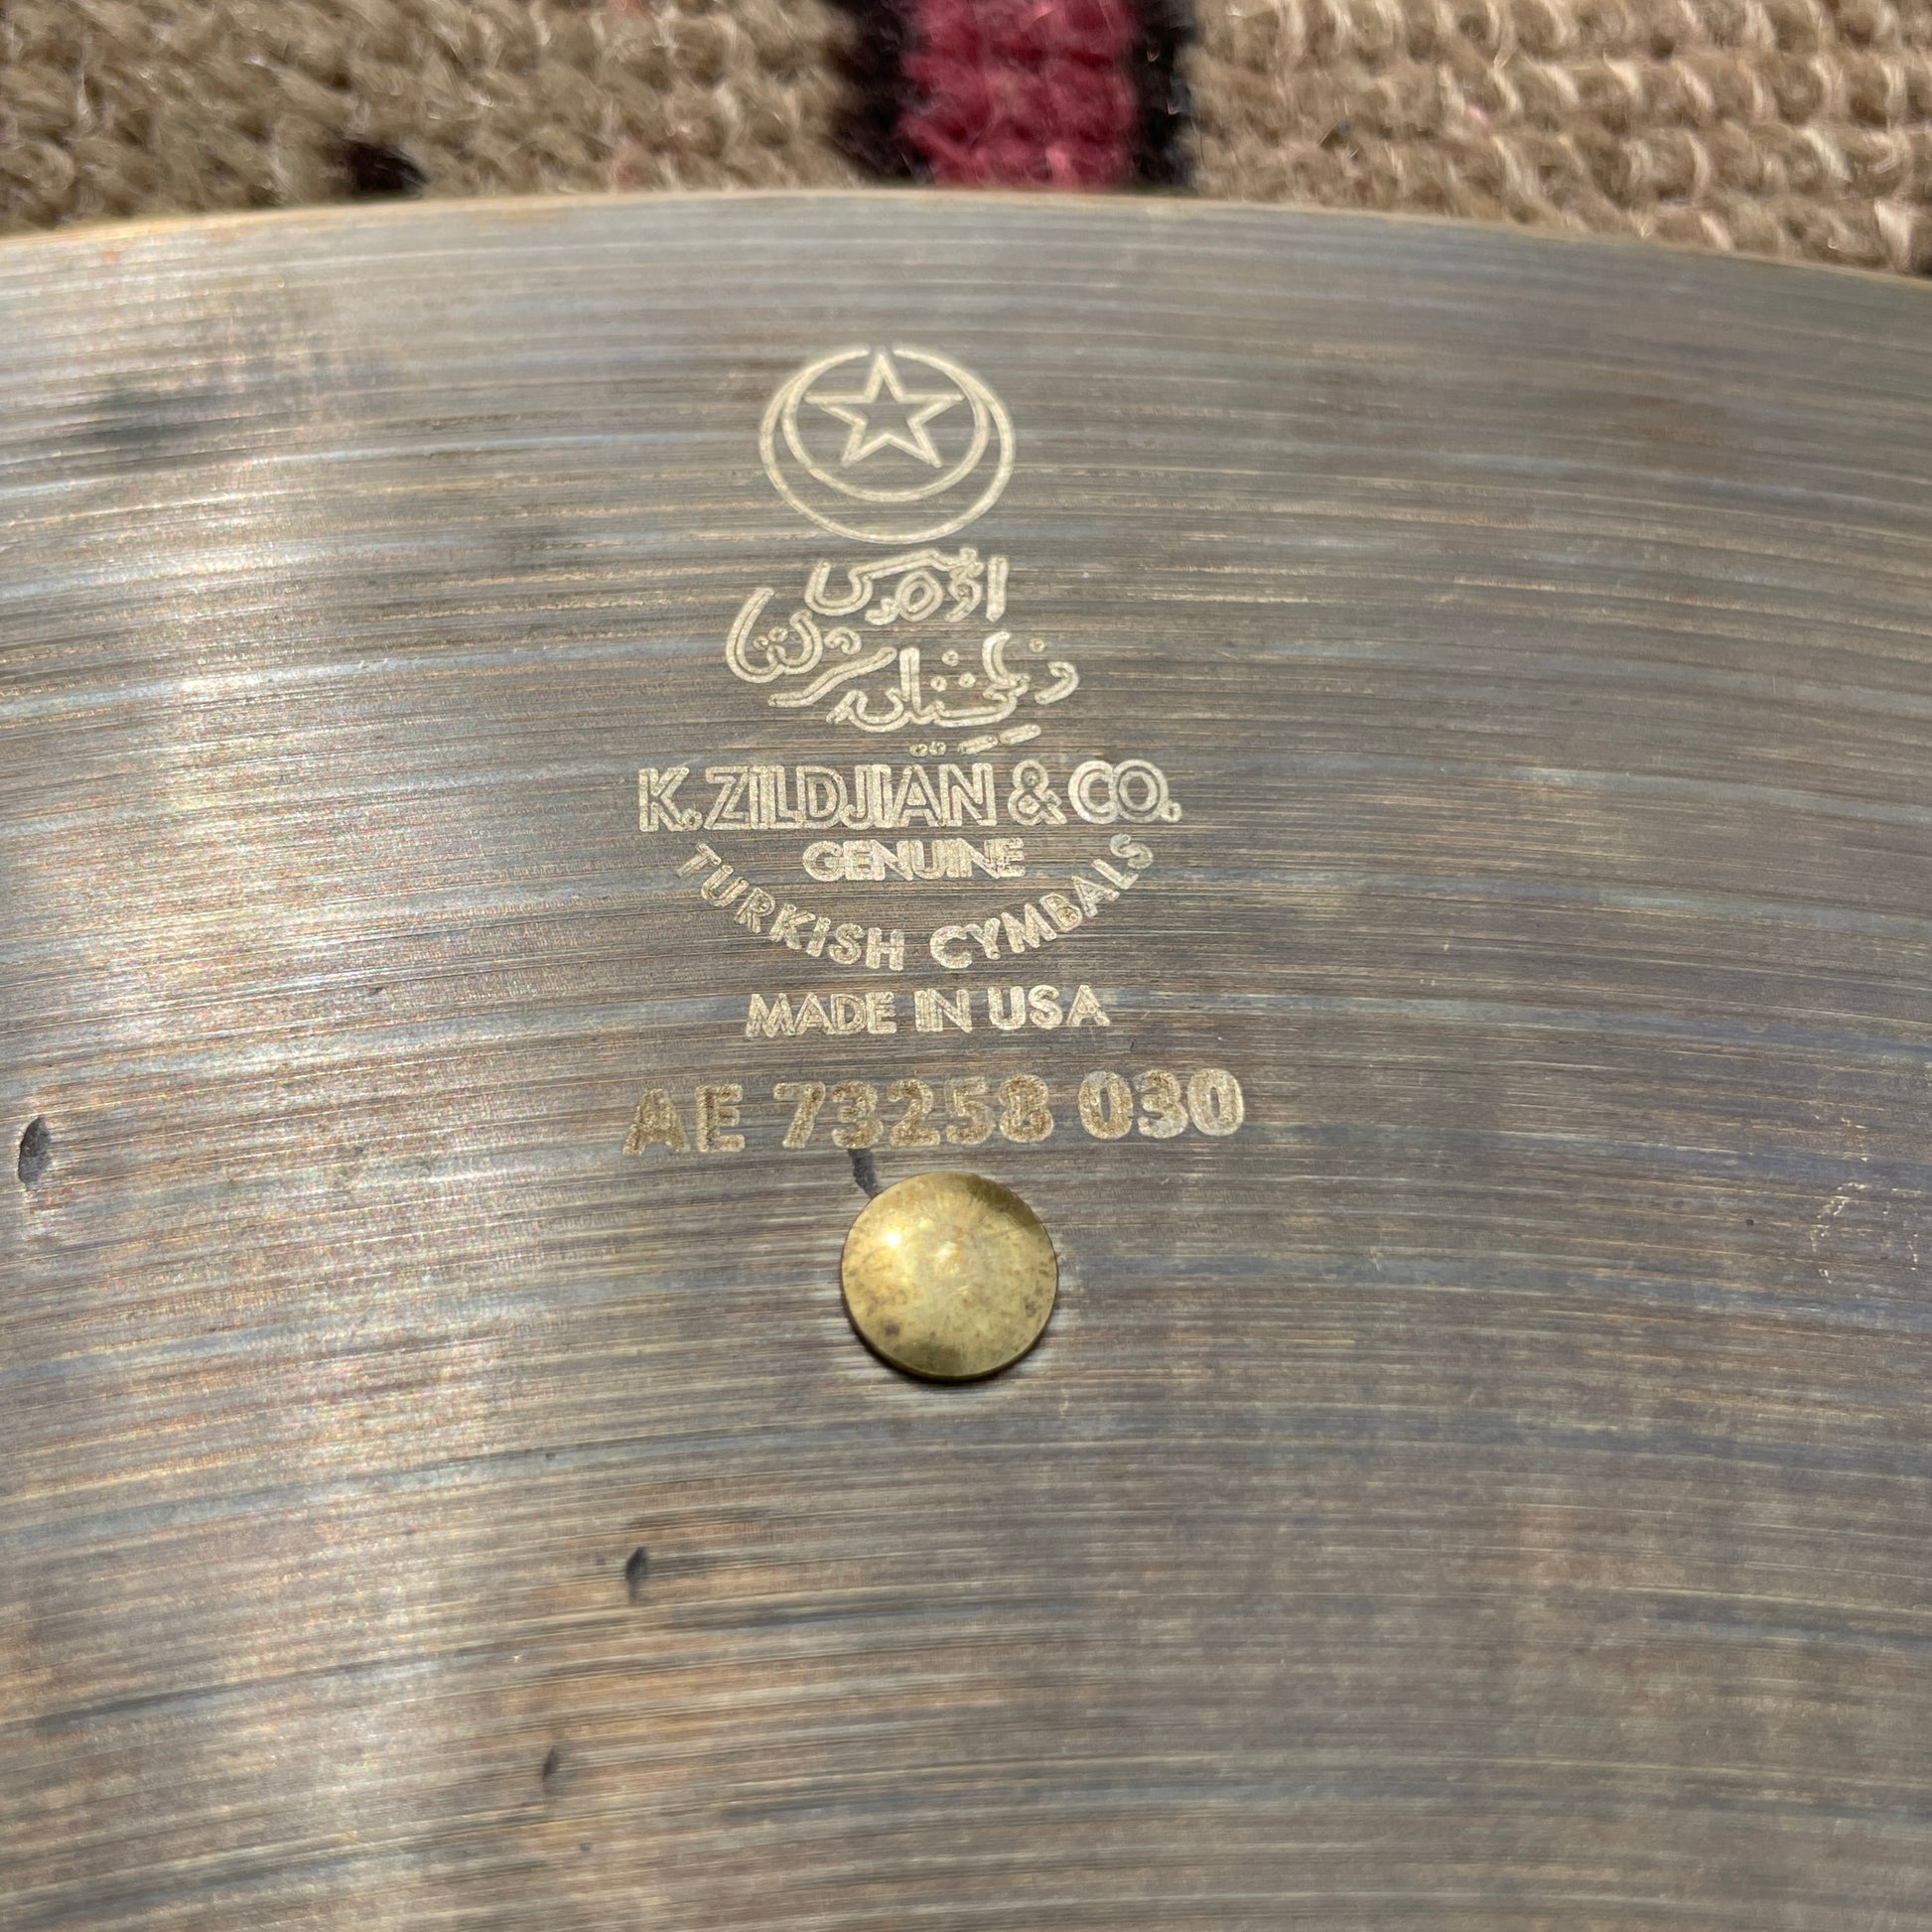 K. ZILDJIAN & CO.
GENUINE
TURKISH CYMBALS
MADE IN USA
AE 73258 030